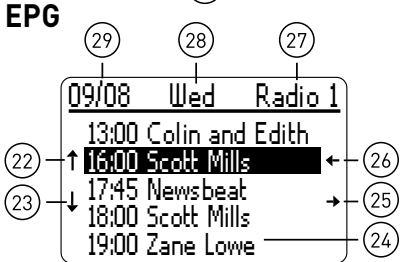 EPG
29 28 27
09/08 Wed Radio 1
13:00 Colin and Edith
22 ↑ 16:00 Scott Mills ← 26
23 ↓ 17:45 Newsbeat → 25
18:00 Scott Mills
19:00 Zane Lowe 24